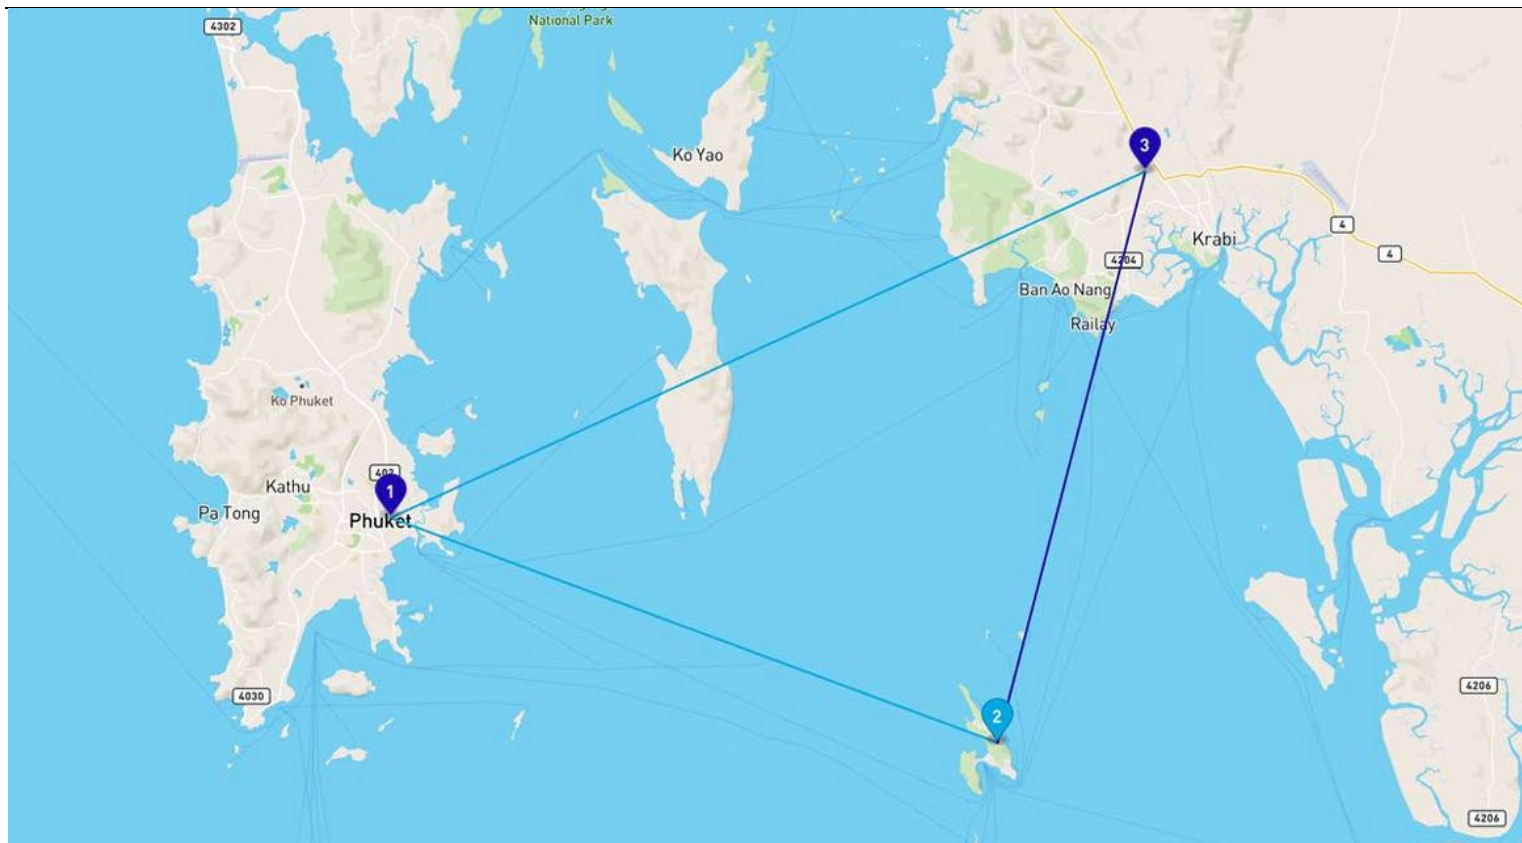 National Park
4302
3
Ko Yao
4
Krabi
4
4204
Ban Ao Nang
Railay
Ko Phuket
402
Kathu
1
Pa Tong
Phuket
4206
4030
2
4206